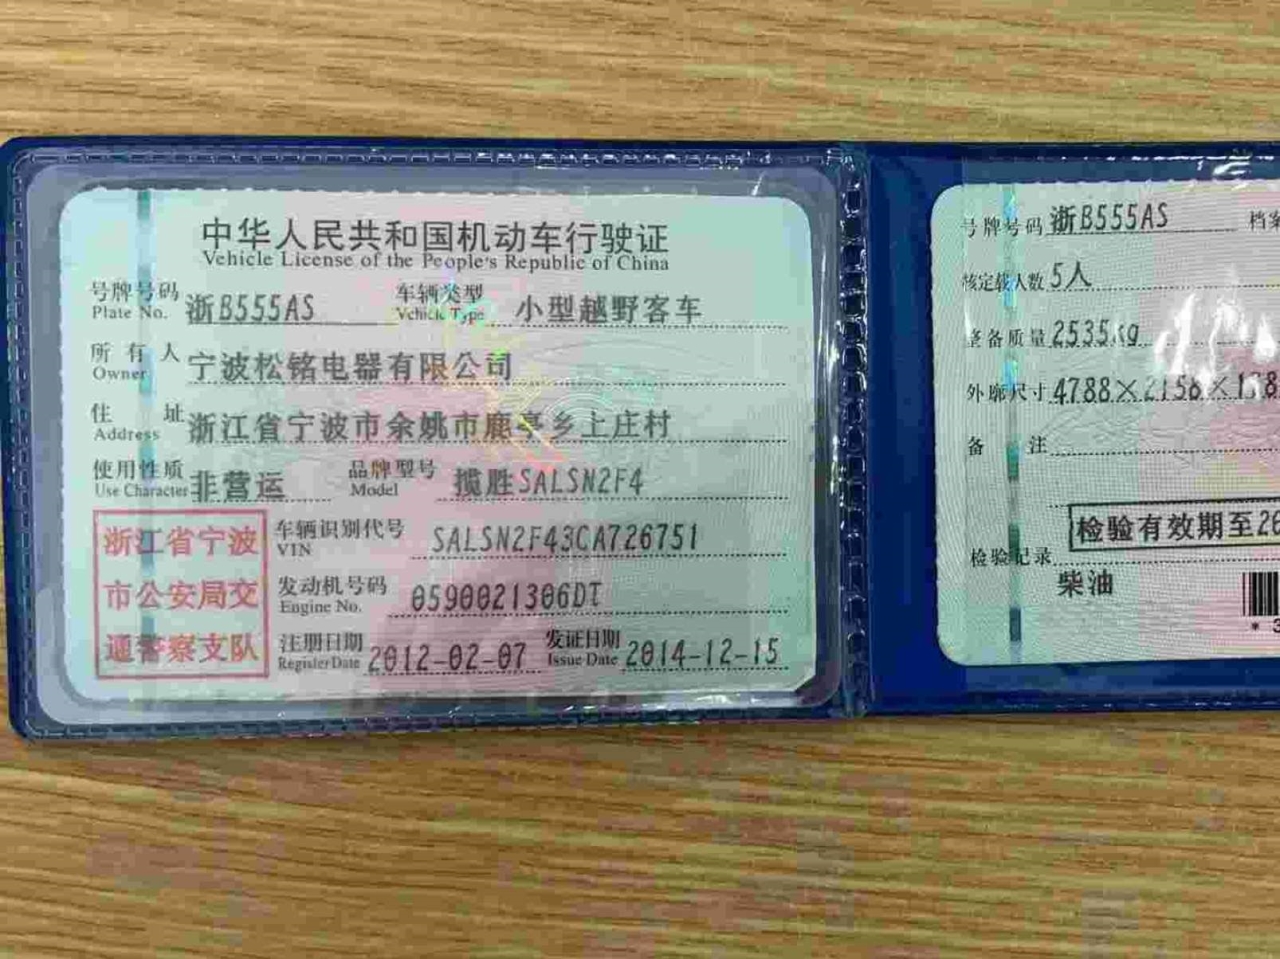 中华人民共和国机动车行驶证
Vehicle License of the People's Republic of China
号牌号码 浙B555AS 车辆类型 小型越野客车
Plate No. Vehicle Type
所有人 宁波松铭电器有限公司
Owner
住址 浙江省宁波市余姚市鹿亭乡上庄村
Address
使用性质 非营运 品牌型号 揽胜SALSN2F4
Use Character Model
浙江省宁波
市公安局交
通警察支队
车辆识别代号 SALSN2F43CA726751
VIN
发动机号码 0590021306DT
Engine No.
注册日期 2012-02-07 发证日期 2014-12-15
Register Date Issue Date
号牌号码 浙B555AS 档案
核定载人数 5人
整备质量 2535kg
外廓尺寸 4788×2158×
备注
检验有效期至
检验记录
柴油